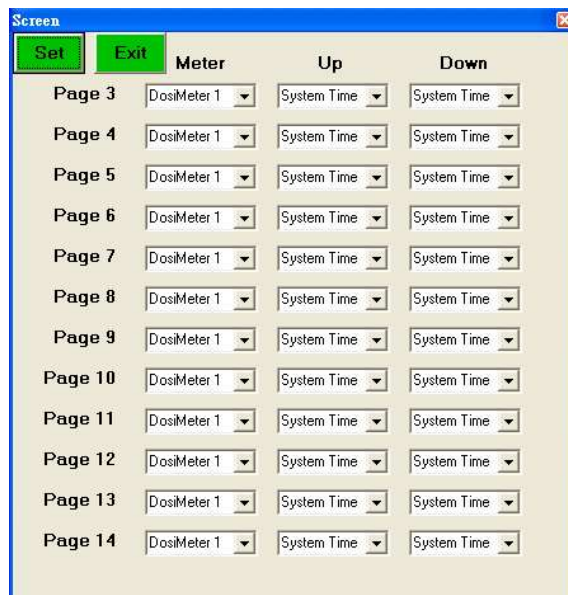 Screen
Set Exit Meter Up Down
Page 3 DosiMeter 1 System Time System Time
Page 4 DosiMeter 1 System Time System Time
Page 5 DosiMeter 1 System Time System Time
Page 6 DosiMeter 1 System Time System Time
Page 7 DosiMeter 1 System Time System Time
Page 8 DosiMeter 1 System Time System Time
Page 9 DosiMeter 1 System Time System Time
Page 10 DosiMeter 1 System Time System Time
Page 11 DosiMeter 1 System Time System Time
Page 12 DosiMeter 1 System Time System Time
Page 13 DosiMeter 1 System Time System Time
Page 14 DosiMeter 1 System Time System Time